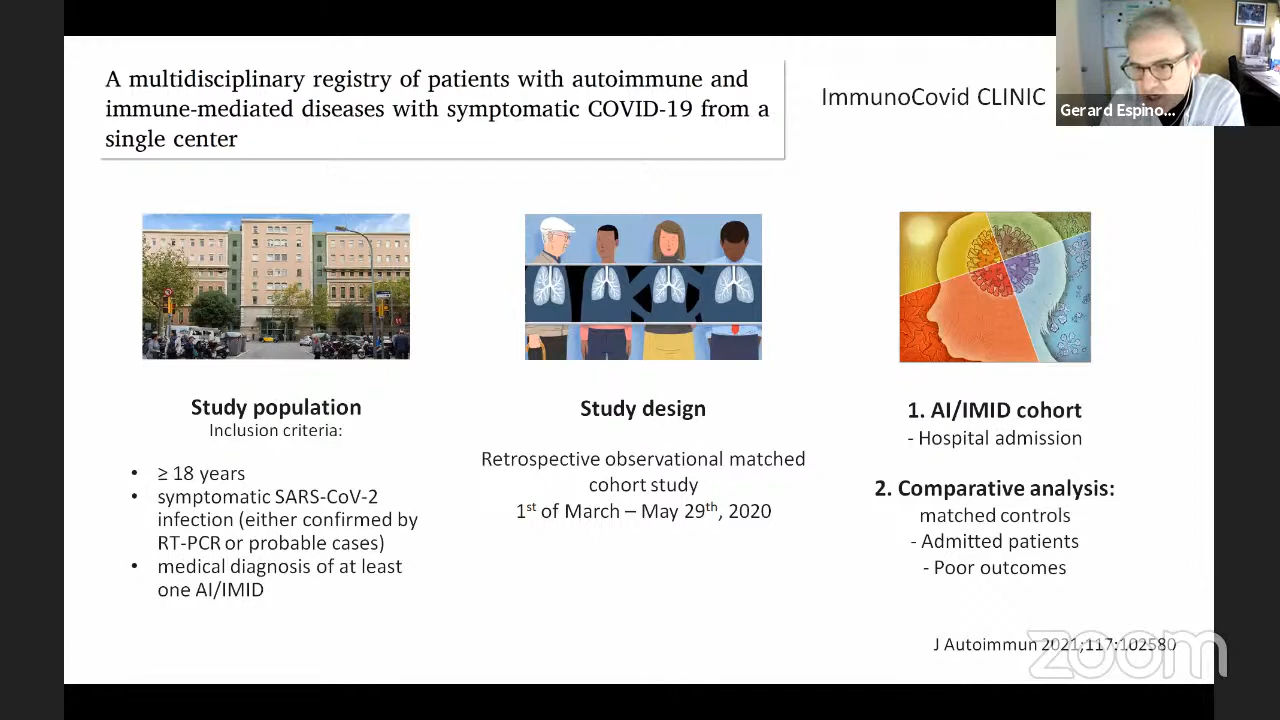 A multidisciplinary registry of patients with autoimmune and
immune-mediated diseases with symptomatic COVID-19 from a
single center
ImmunoCovid CLINIC
Gerard Espino...
Study population
Inclusion criteria:
• ≥ 18 years
• symptomatic SARS-CoV-2
infection (either confirmed by
RT-PCR or probable cases)
• medical diagnosis of at least
one AI/IMID
Study design
Retrospective observational matched
cohort study
1st of March – May 29th, 2020
1. AI/IMID cohort
- Hospital admission
2. Comparative analysis:
matched controls
- Admitted patients
- Poor outcomes
J Autoimmun 2021;117:102580
zoom